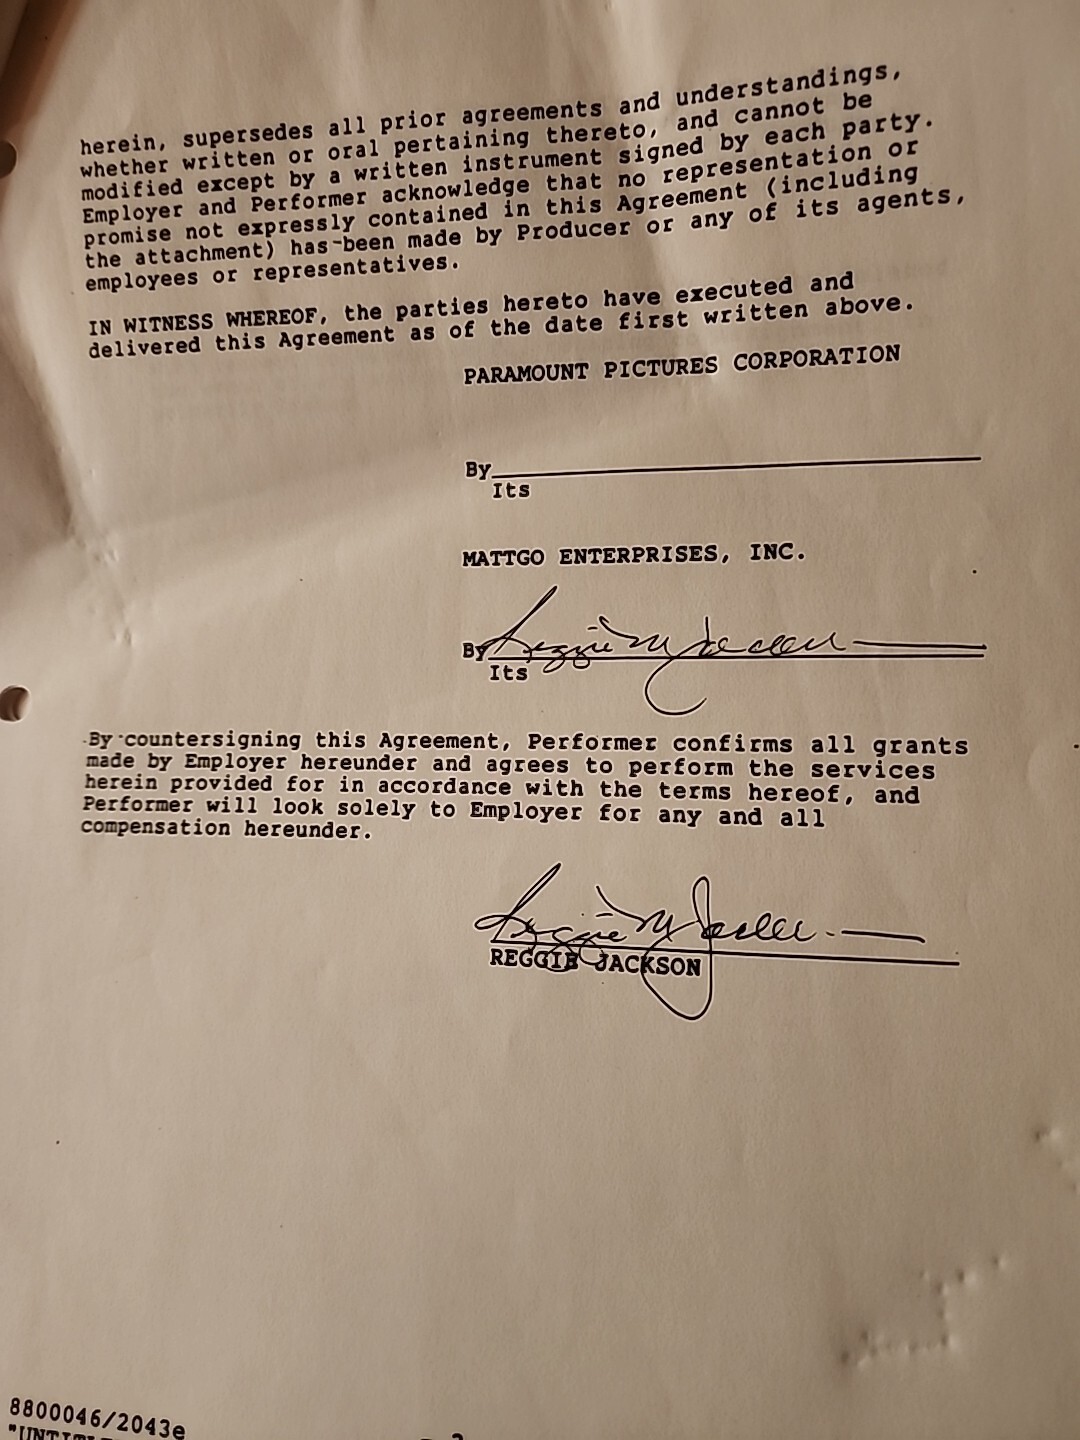 herein, supersedes all prior agreements and understandings,
whether written or oral pertaining thereto, and cannot be
modified except by a written instrument signed by each party.
Employer and Performer acknowledge that no representation or
promise not expressly contained in this Agreement (including
the attachment) has been made by Producer or any of its agents,
employees or representatives.
IN WITNESS WHEREOF, the parties hereto have executed and
delivered this Agreement as of the date first written above.
PARAMOUNT PICTURES CORPORATION
By
Its
MATTGO ENTERPRISES, INC.
By Reggie M Jackson
Its
By countersigning this Agreement, Performer confirms all grants
made by Employer hereunder and agrees to perform the services
herein provided for in accordance with the terms hereof, and
Performer will look solely to Employer for any and all
compensation hereunder.
Reggie M Jackson
REGGIE JACKSON
8800046/2043e